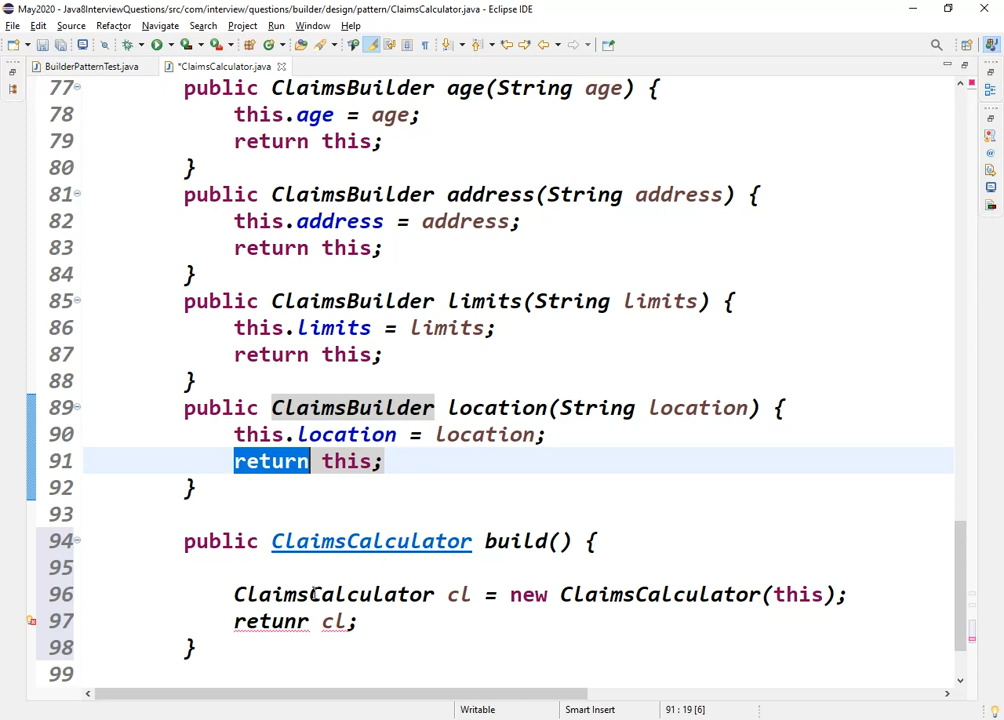 May2020 - Java8InterviewQuestions/src/com/interview/questions/builder/design/pattern/ClaimsCalculator.java - Eclipse IDE
File Edit Source Refactor Navigate Search Project Run Window Help
BuilderPatternTest.java *ClaimsCalculator.java
77 public ClaimsBuilder age(String age) {
78 this.age = age;
79 return this;
80 }
81 public ClaimsBuilder address(String address) {
82 this.address = address;
83 return this;
84 }
85 public ClaimsBuilder limits(String limits) {
86 this.limits = limits;
87 return this;
88 }
89 public ClaimsBuilder location(String location) {
90 this.location = location;
91 return this;
92 }
93
94 public ClaimsCalculator build() {
95
96 ClaimsCalculator cl = new ClaimsCalculator(this);
97 retunr cl;
98 }
99
Writable Smart Insert 91 : 19 [6]